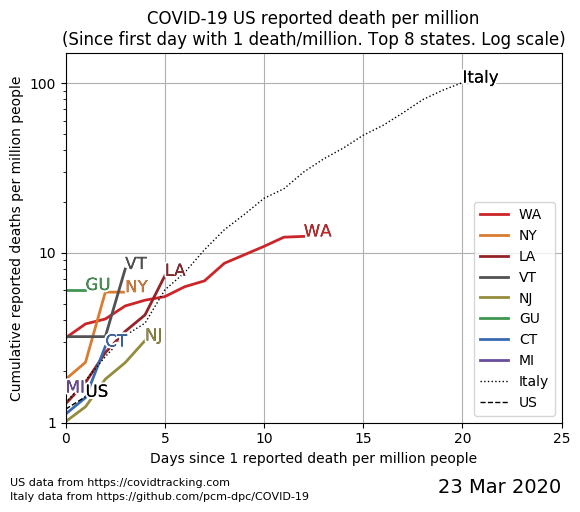 COVID-19 US reported death per million
(Since first day with 1 death/million. Top 8 states. Log scale)
Cumulative reported deaths per million people
100
10
1
Italy
WA
VT
LA
GU
NY
CT
NJ
MI
US
WA
NY
LA
VT
NJ
GU
CT
MI
Italy
US
0 5 10 15 20 25
Days since 1 reported death per million people
US data from https://covidtracking.com
Italy data from https://github.com/pcm-dpc/COVID-19
23 Mar 2020